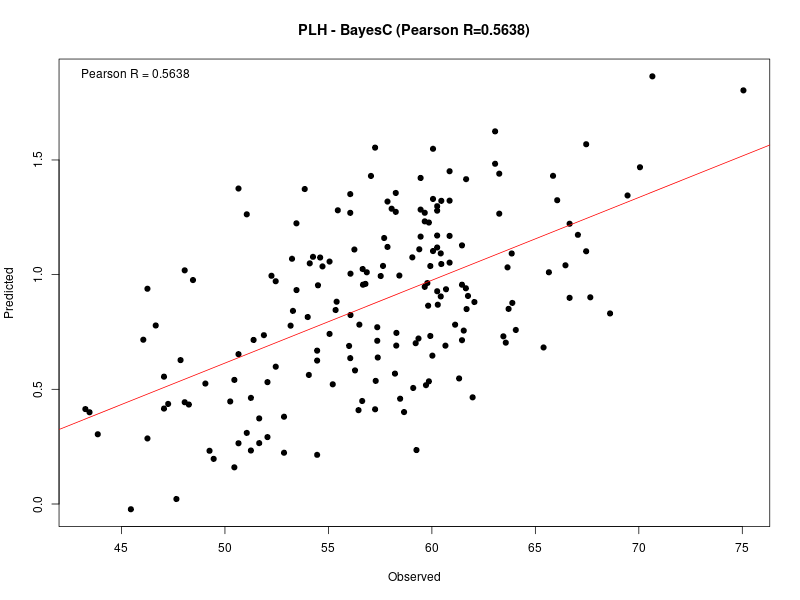 PLH - BayesC (Pearson R=0.5638)
Pearson R = 0.5638
Predicted
1.5
1.0
0.5
0.0
45 50 55 60 65 70 75
Observed